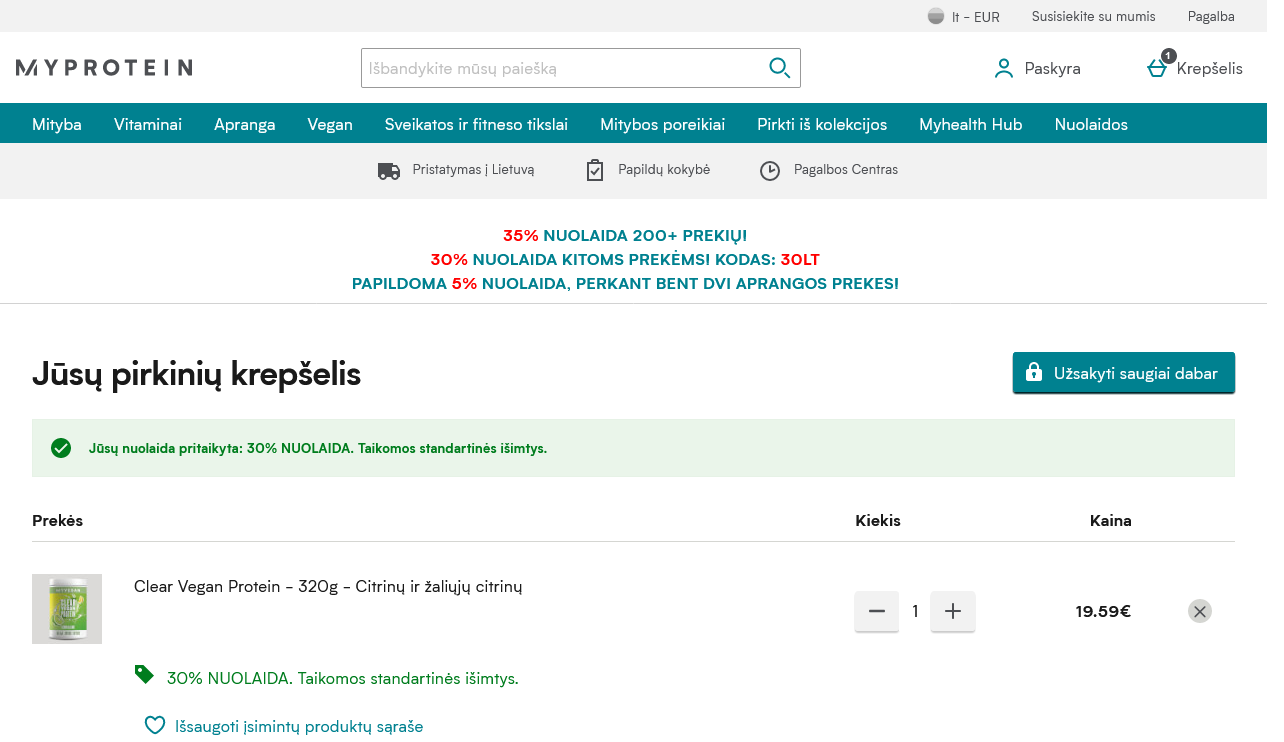 lt - EUR
Susisiekite su mumis
Pagalba
MYPROTEIN
Išbandykite mūsų paiešką
Paskyra
1
Krepšelis
Mityba
Vitaminai
Apranga
Vegan
Sveikatos ir fitneso tikslai
Mitybos poreikiai
Pirkti iš kolekcijos
Myhealth Hub
Nuolaidos
Pristatymas į Lietuvą
Papildų kokybė
Pagalbos Centras
35% NUOLAIDA 200+ PREKIŲ!
30% NUOLAIDA KITOMS PREKĖMS! KODAS: 30LT
PAPILDOMA 5% NUOLAIDA, PERKANT BENT DVI APRANGOS PREKES!
Jūsų pirkinių krepšelis
Užsakyti saugiai dabar
Jūsų nuolaida pritaikyta: 30% NUOLAIDA. Taikomos standartinės išimtys.
Prekės
Kiekis
Kaina
CLEAR
VEGAN
PROTEIN
Clear Vegan Protein - 320g - Citrinų ir žaliųjų citrinų
1
19.59€
30% NUOLAIDA. Taikomos standartinės išimtys.
Išsaugoti įsimintų produktų sąraše